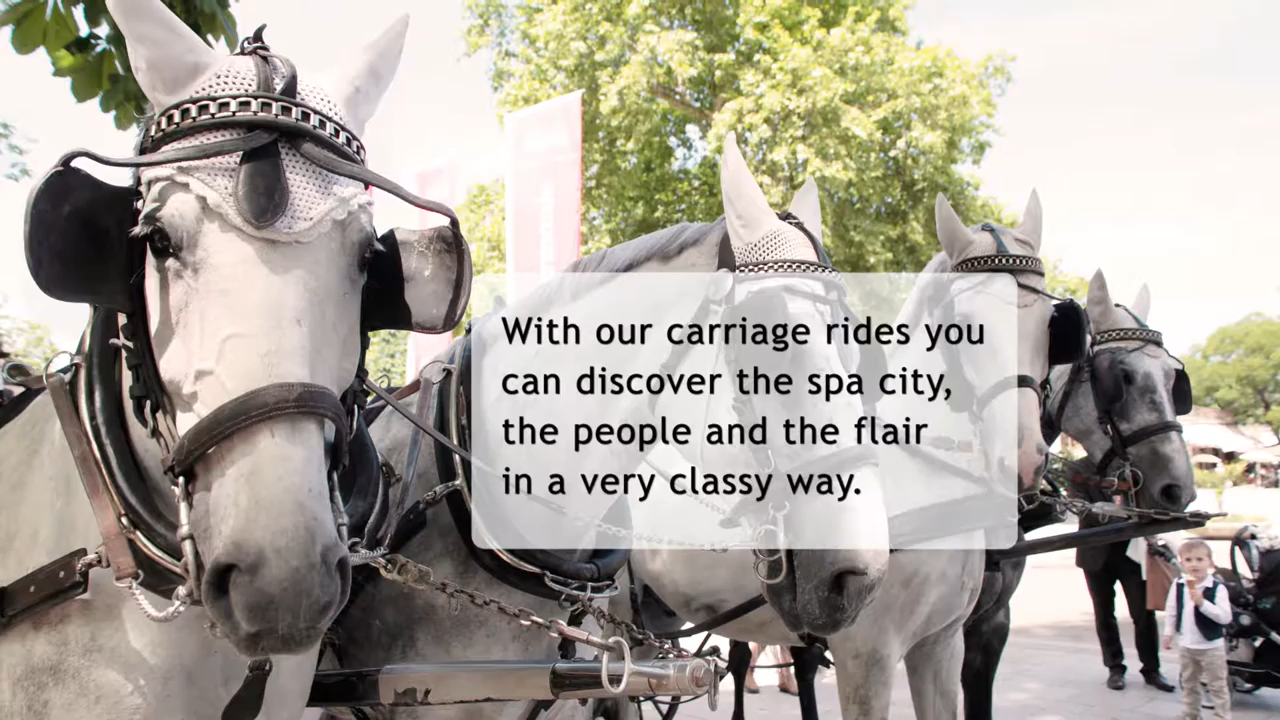 With our carriage rides you
can discover the spa city,
the people and the flair
in a very classy way.